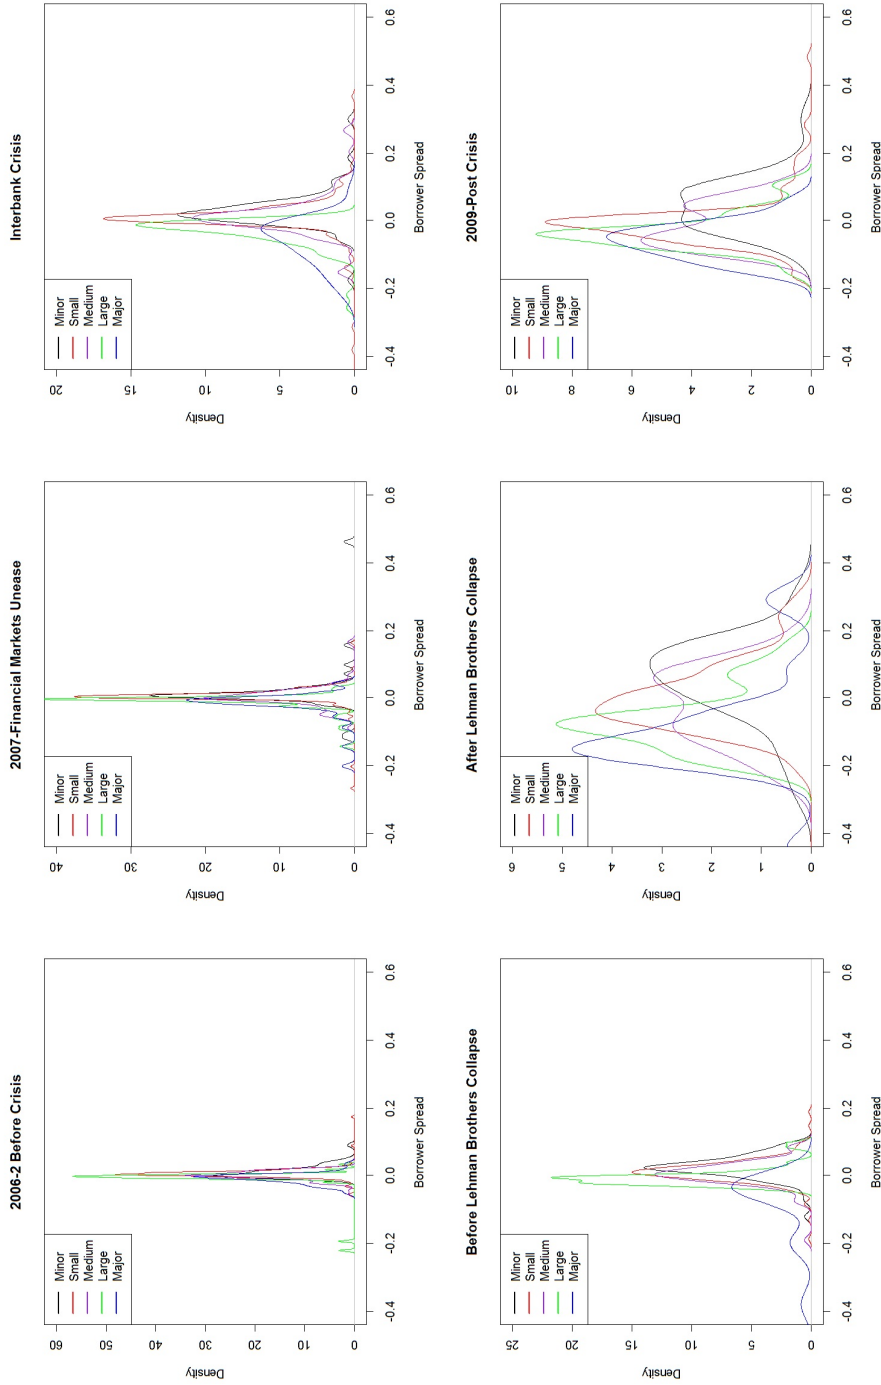 2006-2 Before Crisis
Density
0 10 20 30 40 50 60
Minor
Small
Medium
Large
Major
-0.4 -0.2 0.0 0.2 0.4 0.6
Borrower Spread
2007-Financial Markets Unease
Density
0 10 20 30 40
Minor
Small
Medium
Large
Major
-0.4 -0.2 0.0 0.2 0.4 0.6
Borrower Spread
Interbank Crisis
Density
0 5 10 15 20
Minor
Small
Medium
Large
Major
-0.4 -0.2 0.0 0.2 0.4 0.6
Borrower Spread
Before Lehman Brothers Collapse
Density
0 5 10 15 20 25
Minor
Small
Medium
Large
Major
-0.4 -0.2 0.0 0.2 0.4 0.6
Borrower Spread
After Lehman Brothers Collapse
Density
0 1 2 3 4 5 6
Minor
Small
Medium
Large
Major
-0.4 -0.2 0.0 0.2 0.4 0.6
Borrower Spread
2009-Post Crisis
Density
0 2 4 6 8 10
Minor
Small
Medium
Large
Major
-0.4 -0.2 0.0 0.2 0.4 0.6
Borrower Spread